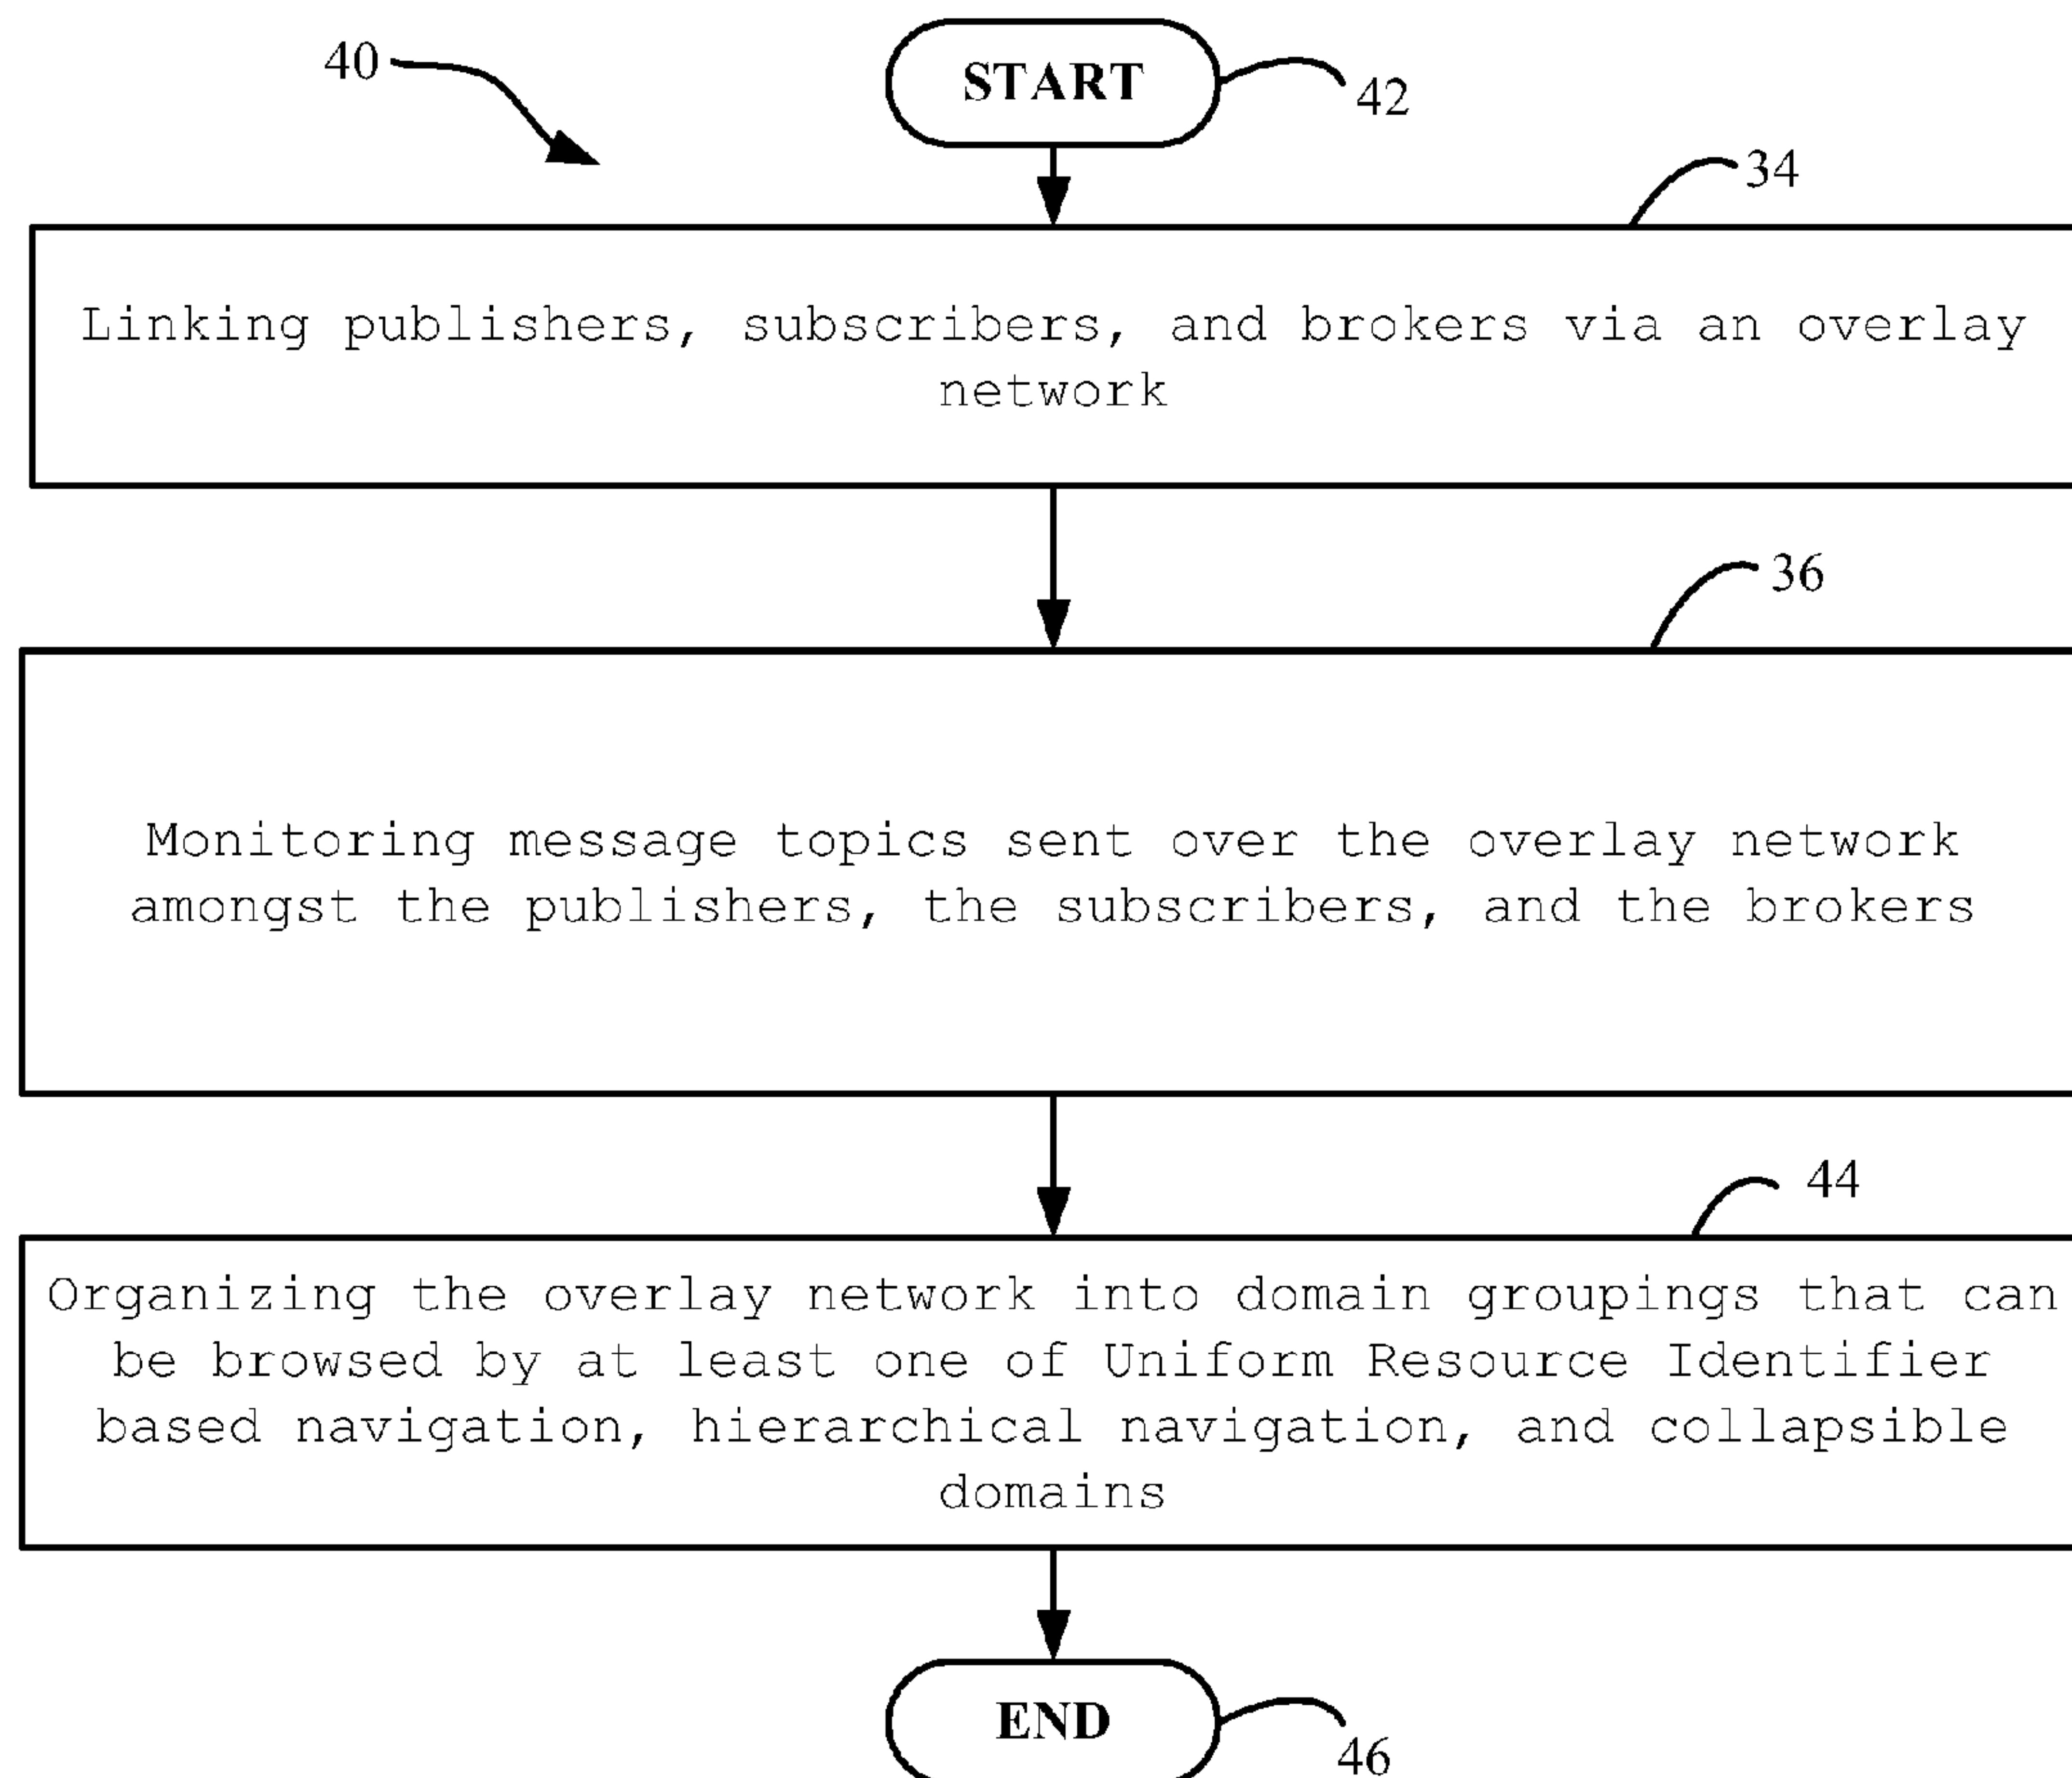 40
START
42
34
Linking publishers, subscribers, and brokers via an overlay
network
36
Monitoring message topics sent over the overlay network
amongst the publishers, the subscribers, and the brokers
44
Organizing the overlay network into domain groupings that can
be browsed by at least one of Uniform Resource Identifier
based navigation, hierarchical navigation, and collapsible
domains
END
46